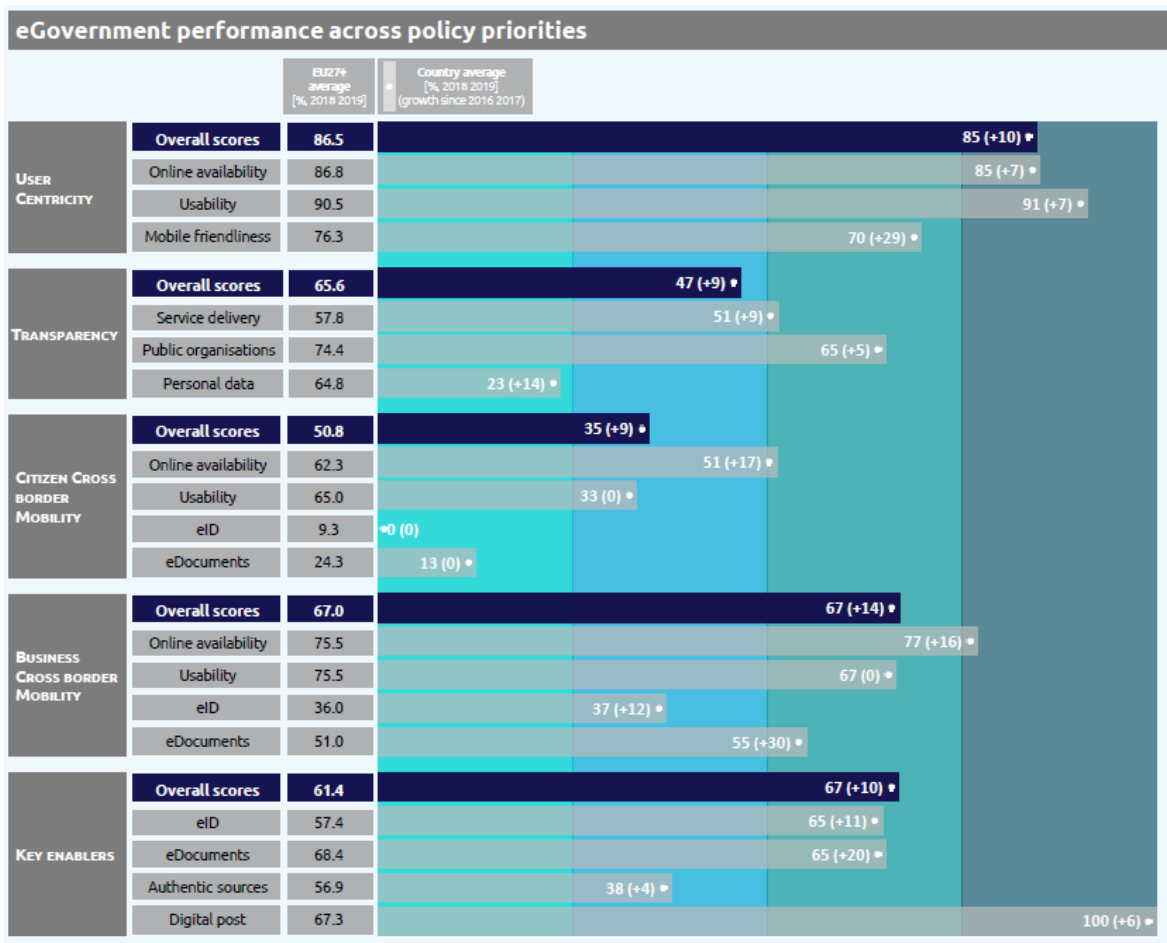 eGovernment performance across policy priorities
EU27+
average
[%, 2018 2019]
Country average
[%, 2018 2019]
(growth since 2016 2017)
USER
CENTRICITY
Overall scores 86.5 85 (+10)
Online availability 86.8 85 (+7)
Usability 90.5 91 (+7)
Mobile friendliness 76.3 70 (+29)
TRANSPARENCY
Overall scores 65.6 47 (+9)
Service delivery 57.8 51 (+9)
Public organisations 74.4 65 (+5)
Personal data 64.8 23 (+14)
CITIZEN CROSS
BORDER
MOBILITY
Overall scores 50.8 35 (+9)
Online availability 62.3 51 (+17)
Usability 65.0 33 (0)
eID 9.3 0 (0)
eDocuments 24.3 13 (0)
BUSINESS
CROSS BORDER
MOBILITY
Overall scores 67.0 67 (+14)
Online availability 75.5 77 (+16)
Usability 75.5 67 (0)
eID 36.0 37 (+12)
eDocuments 51.0 55 (+30)
KEY ENABLERS
Overall scores 61.4 67 (+10)
eID 57.4 65 (+11)
eDocuments 68.4 65 (+20)
Authentic sources 56.9 38 (+4)
Digital post 67.3 100 (+6)